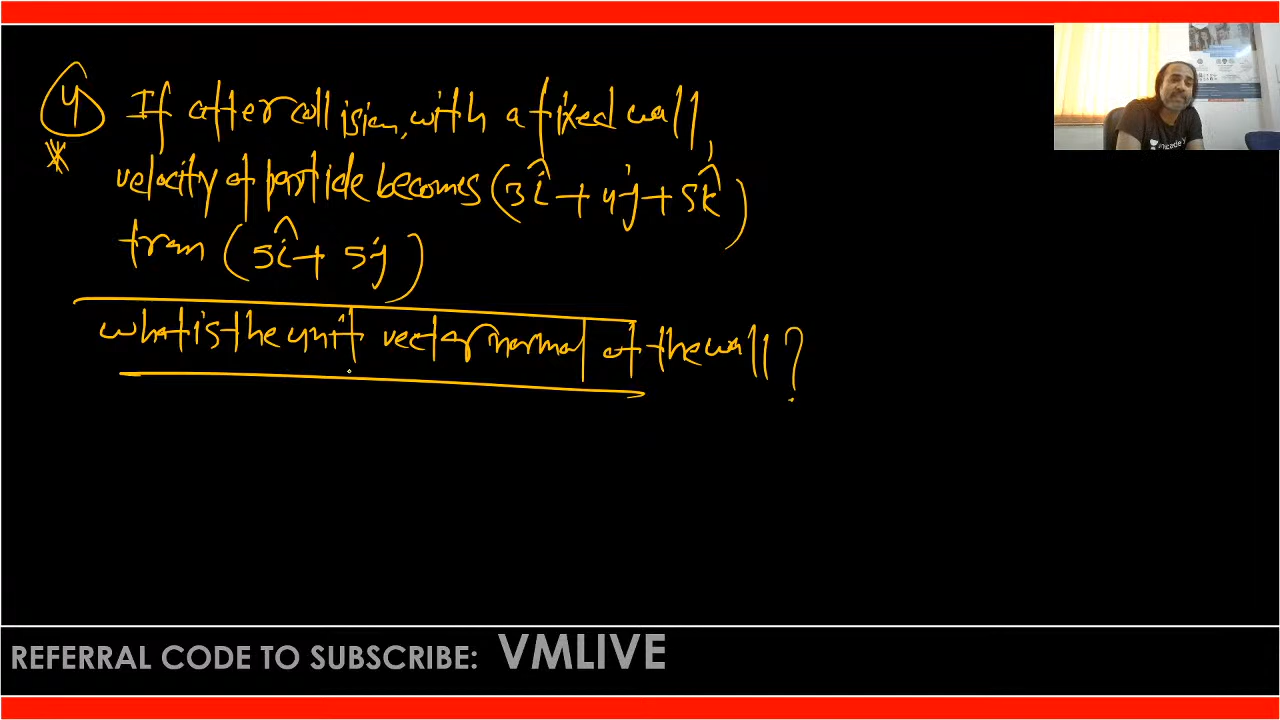 4 If after collision, with a fixed wall,
velocity of particle becomes (3î + 4ĵ + 5k̂)
from (5î + 5ĵ)
what is the unit vector normal of the wall?
REFERRAL CODE TO SUBSCRIBE: VMLIVE